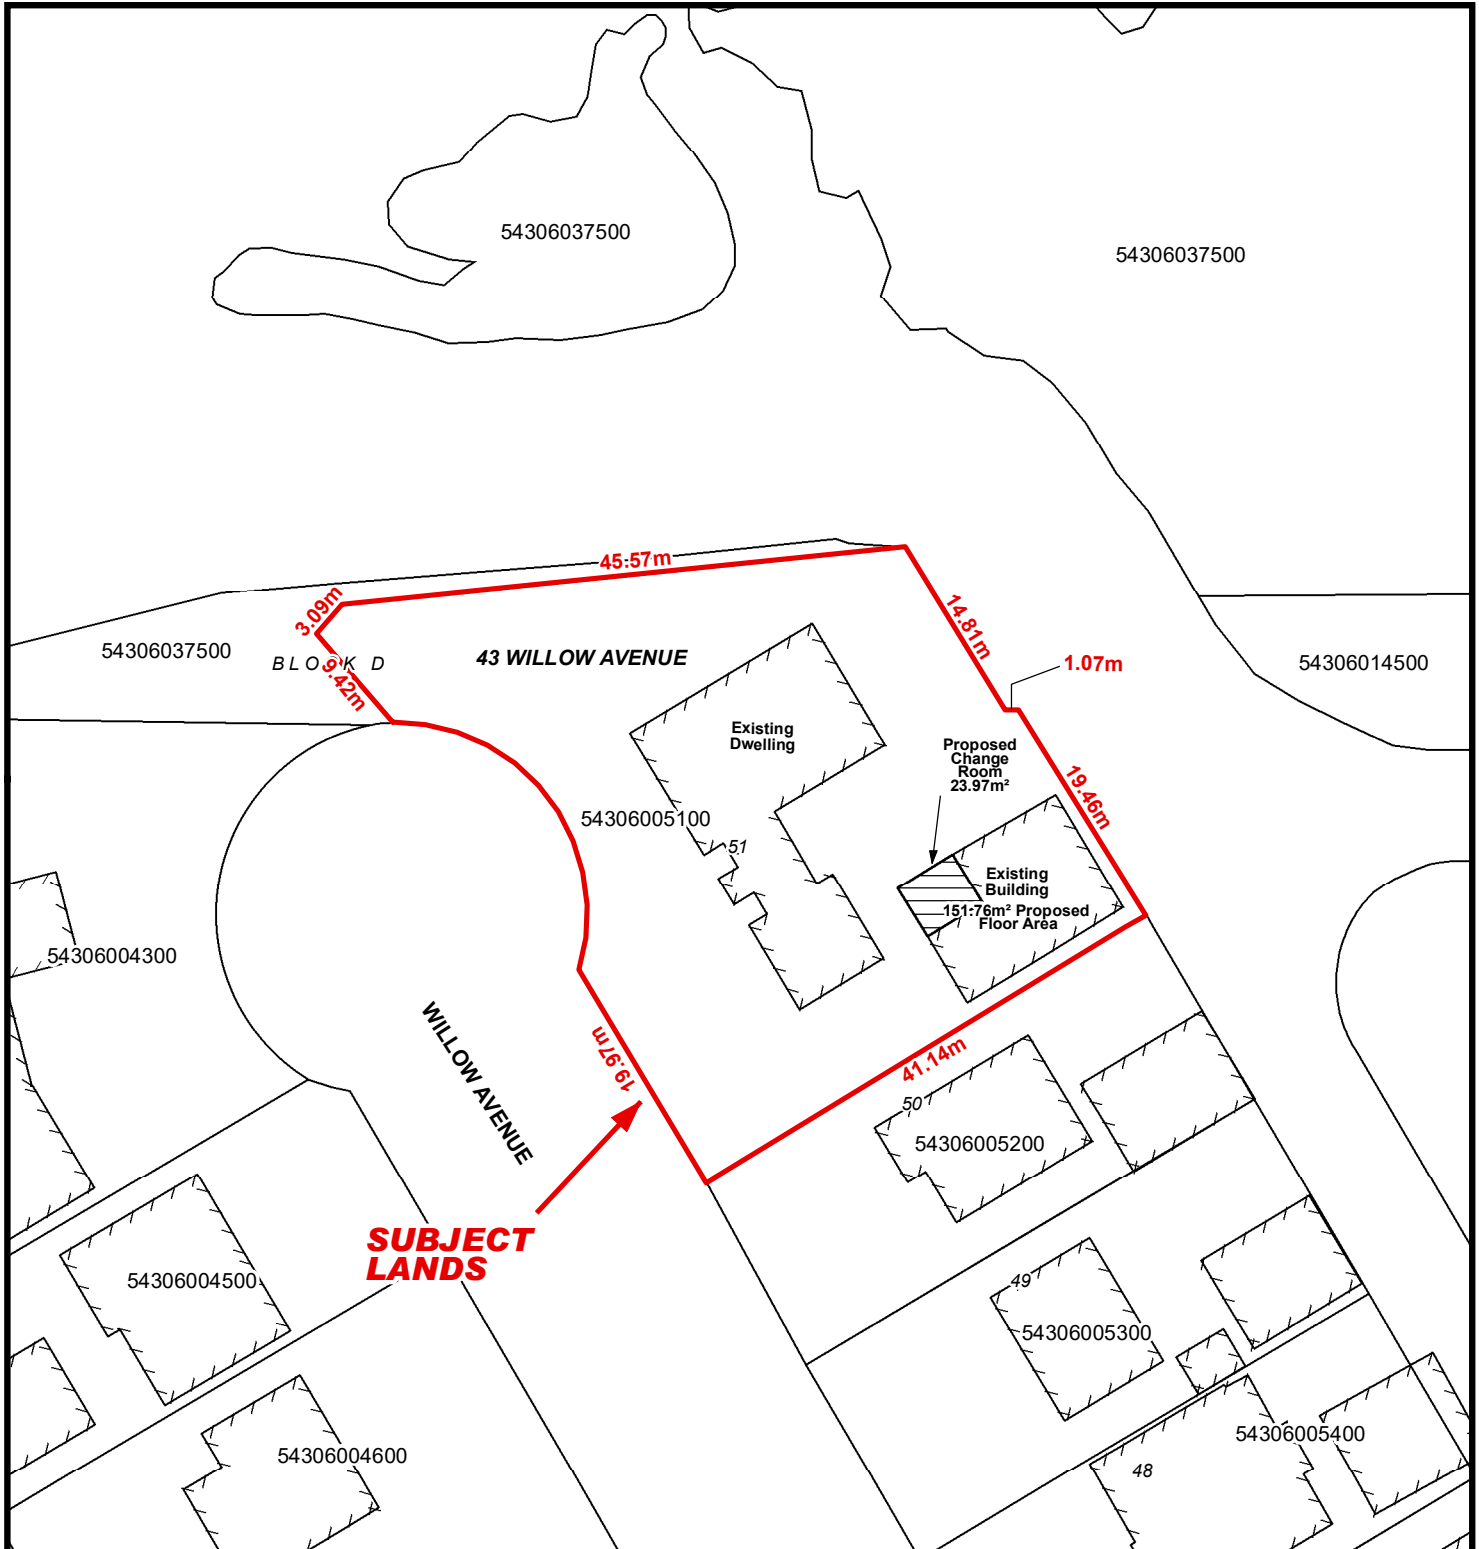 54306037500
54306037500
45.57m
3.09m
14.81m
54306037500
BLOCK D
9.42m
43 WILLOW AVENUE
1.07m
54306014500
Existing
Dwelling
Proposed
Change
Room
23.97m²
19.46m
54306005100
51
Existing
Building
151.76m² Proposed
Floor Area
54306004300
WILLOW AVENUE
19.97m
41.14m
50
54306005200
SUBJECT
LANDS
54306004500
49
54306005300
54306004600
54306005400
48